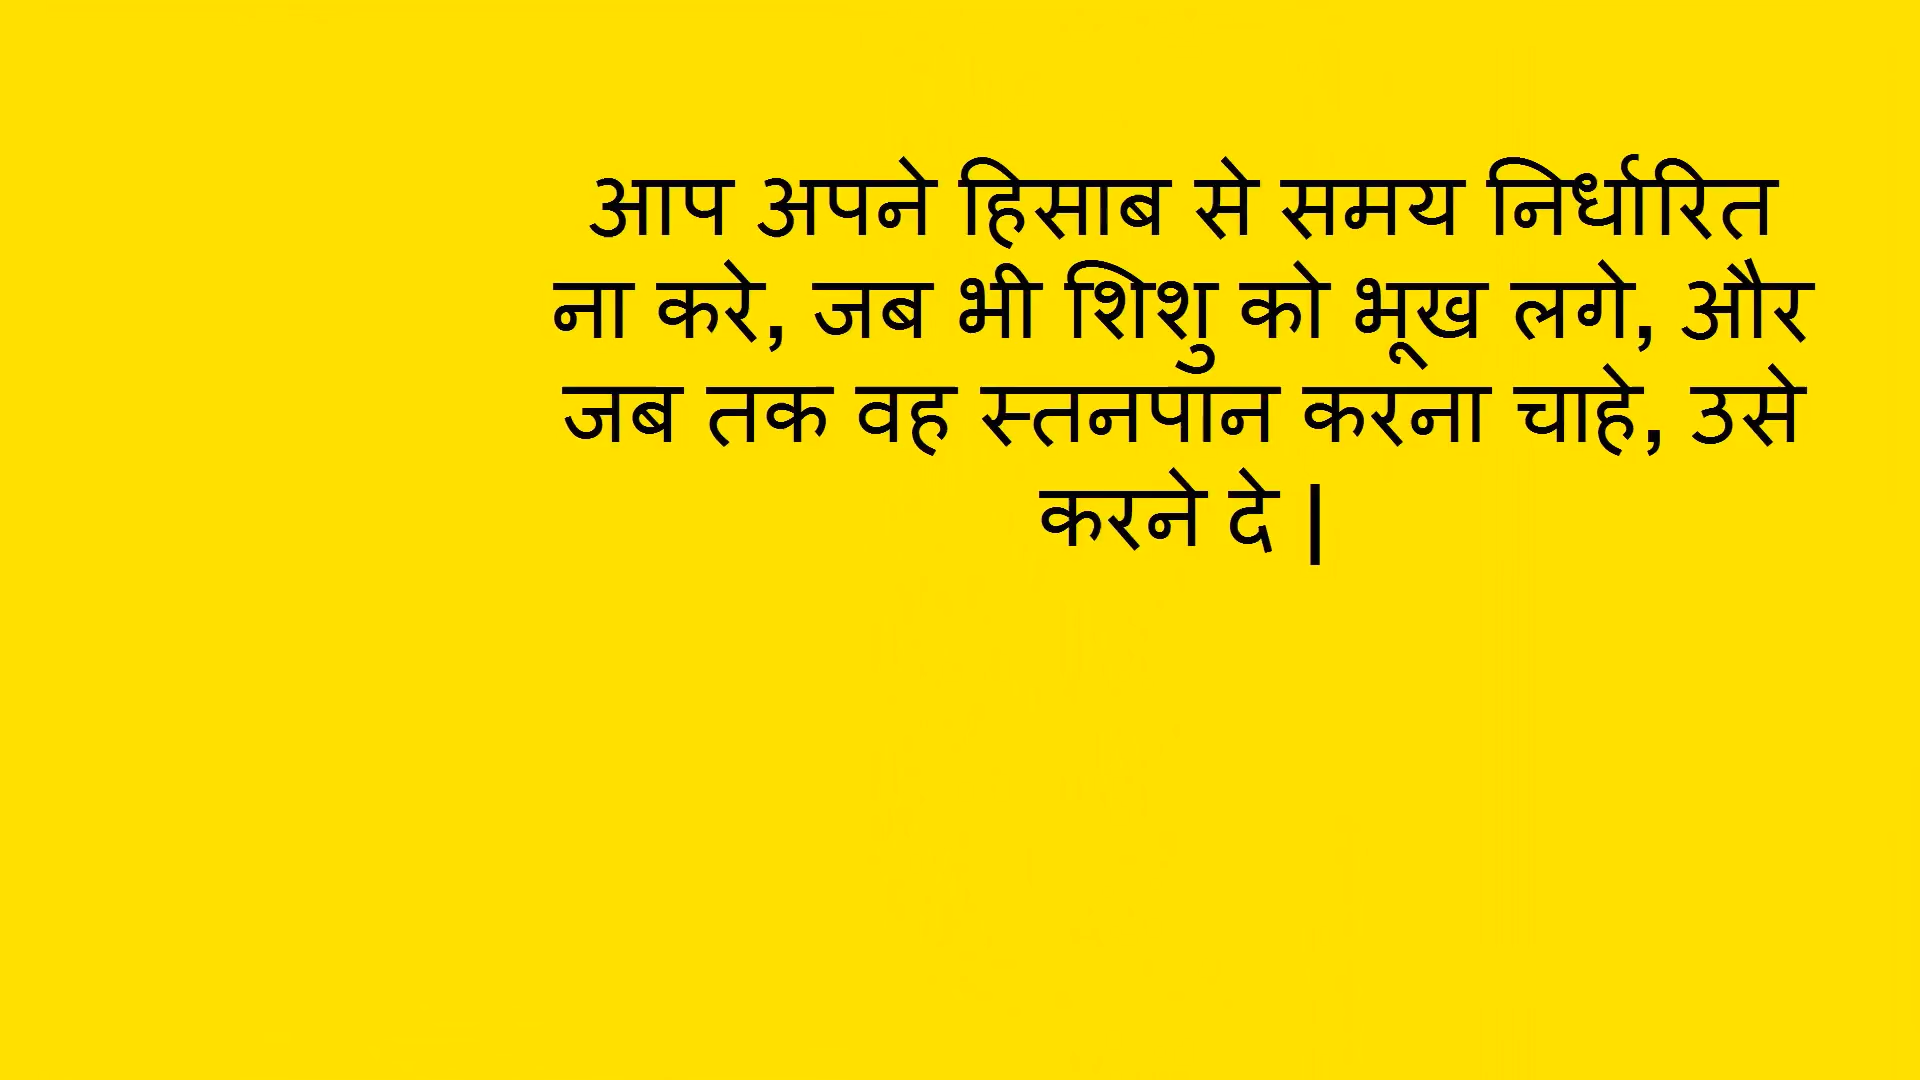 आप अपने हिसाब से समय निर्धारित
ना करे, जब भी शिशु को भूख लगे, और
जब तक वह स्तनपान करना चाहे, उसे
करने दे |